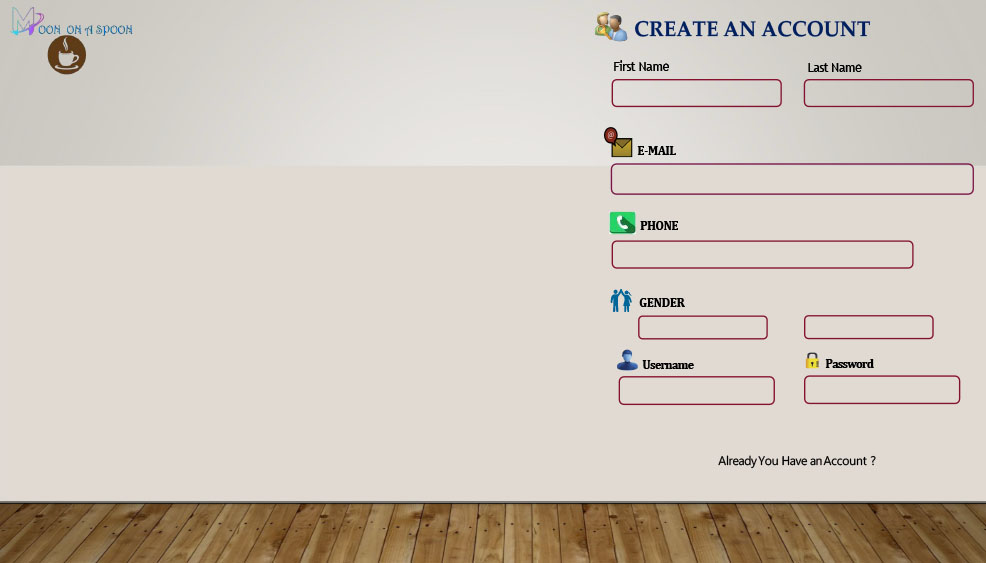 MOON ON A SPOON
CREATE AN ACCOUNT
First Name
Last Name
@
E-MAIL
PHONE
GENDER
Username
Password
Already You Have an Account ?